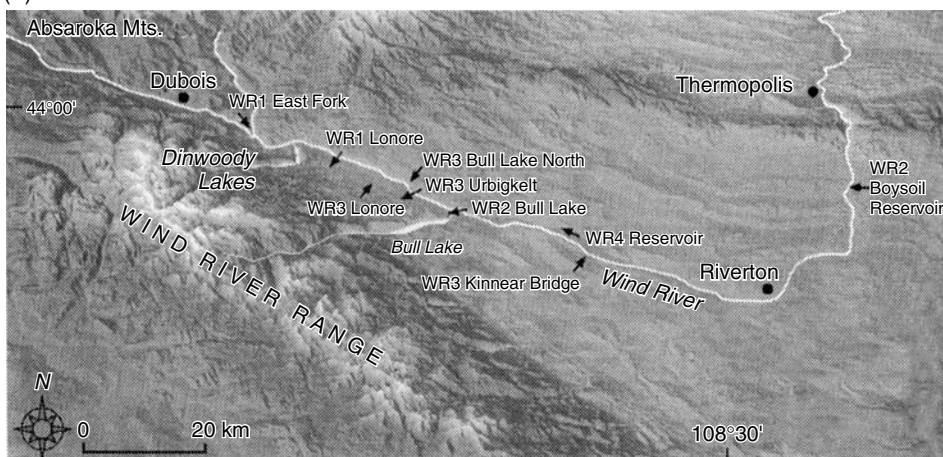 Absaroka Mts.
Dubois
Thermopolis
44°00'
WR1 East Fork
WR1 Lonore
Dinwoody
Lakes
WR3 Bull Lake North
WR3 Urbigkelt
WR2
Boysoil
Reservoir
WR3 Lonore
WR2 Bull Lake
Bull Lake
WR4 Reservoir
WIND RIVER RANGE
WR3 Kinnear Bridge
Wind River
Riverton
N
0
20 km
108°30'